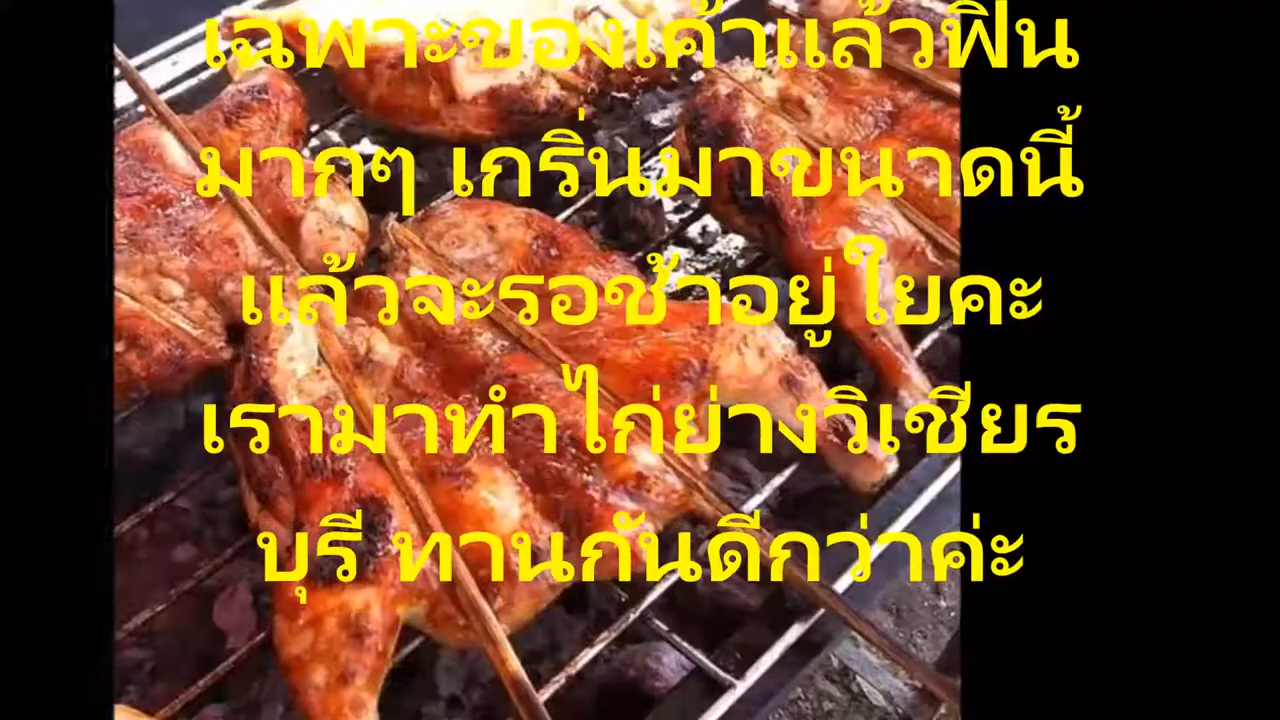 เฉพาะของเค้าแล้วฟิน
มากๆ เกริ่นมาขนาดนี้
แล้วจะรอช้าอยู่ใยคะ
เรามาทำไก่ย่างวิเชียร
บุรี ทานกันดีกว่าค่ะ